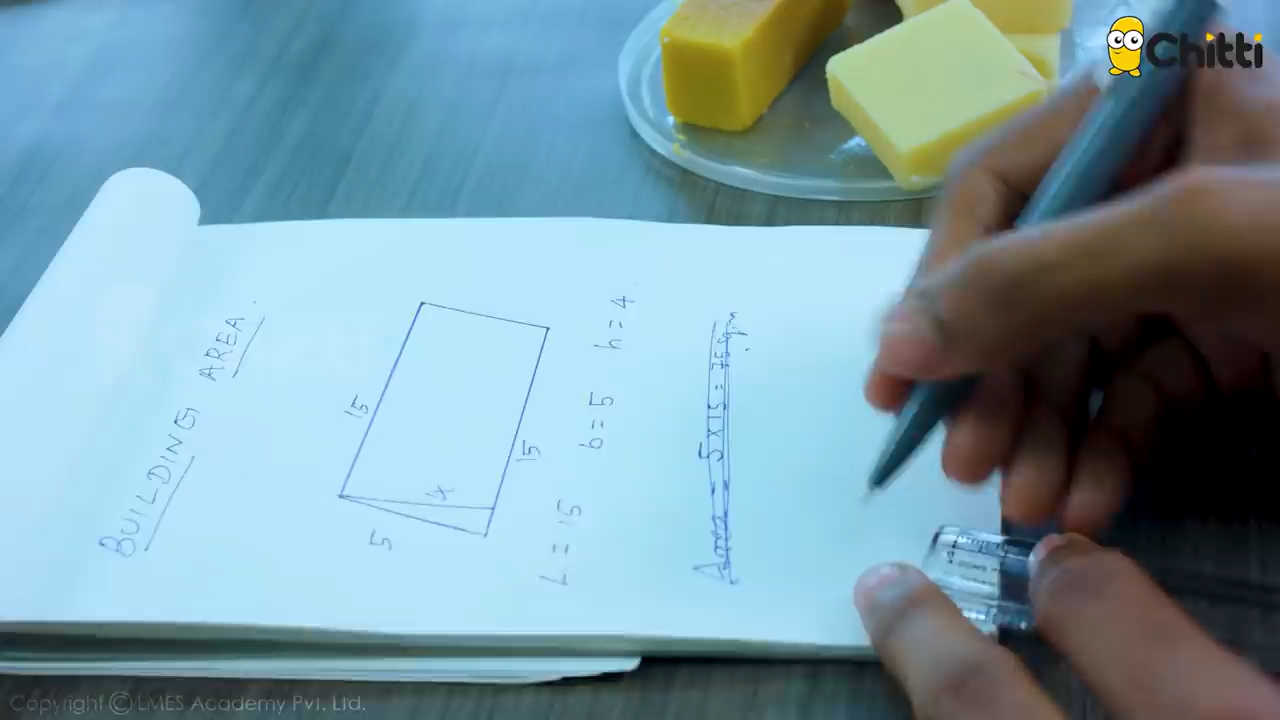 Chitti
BUILDING AREA
15
15
4
5
L = 15 b = 5 h = 4
Area = 5 x 15 = 75 sq.m
Copyright © LMES Academy Pvt. Ltd.